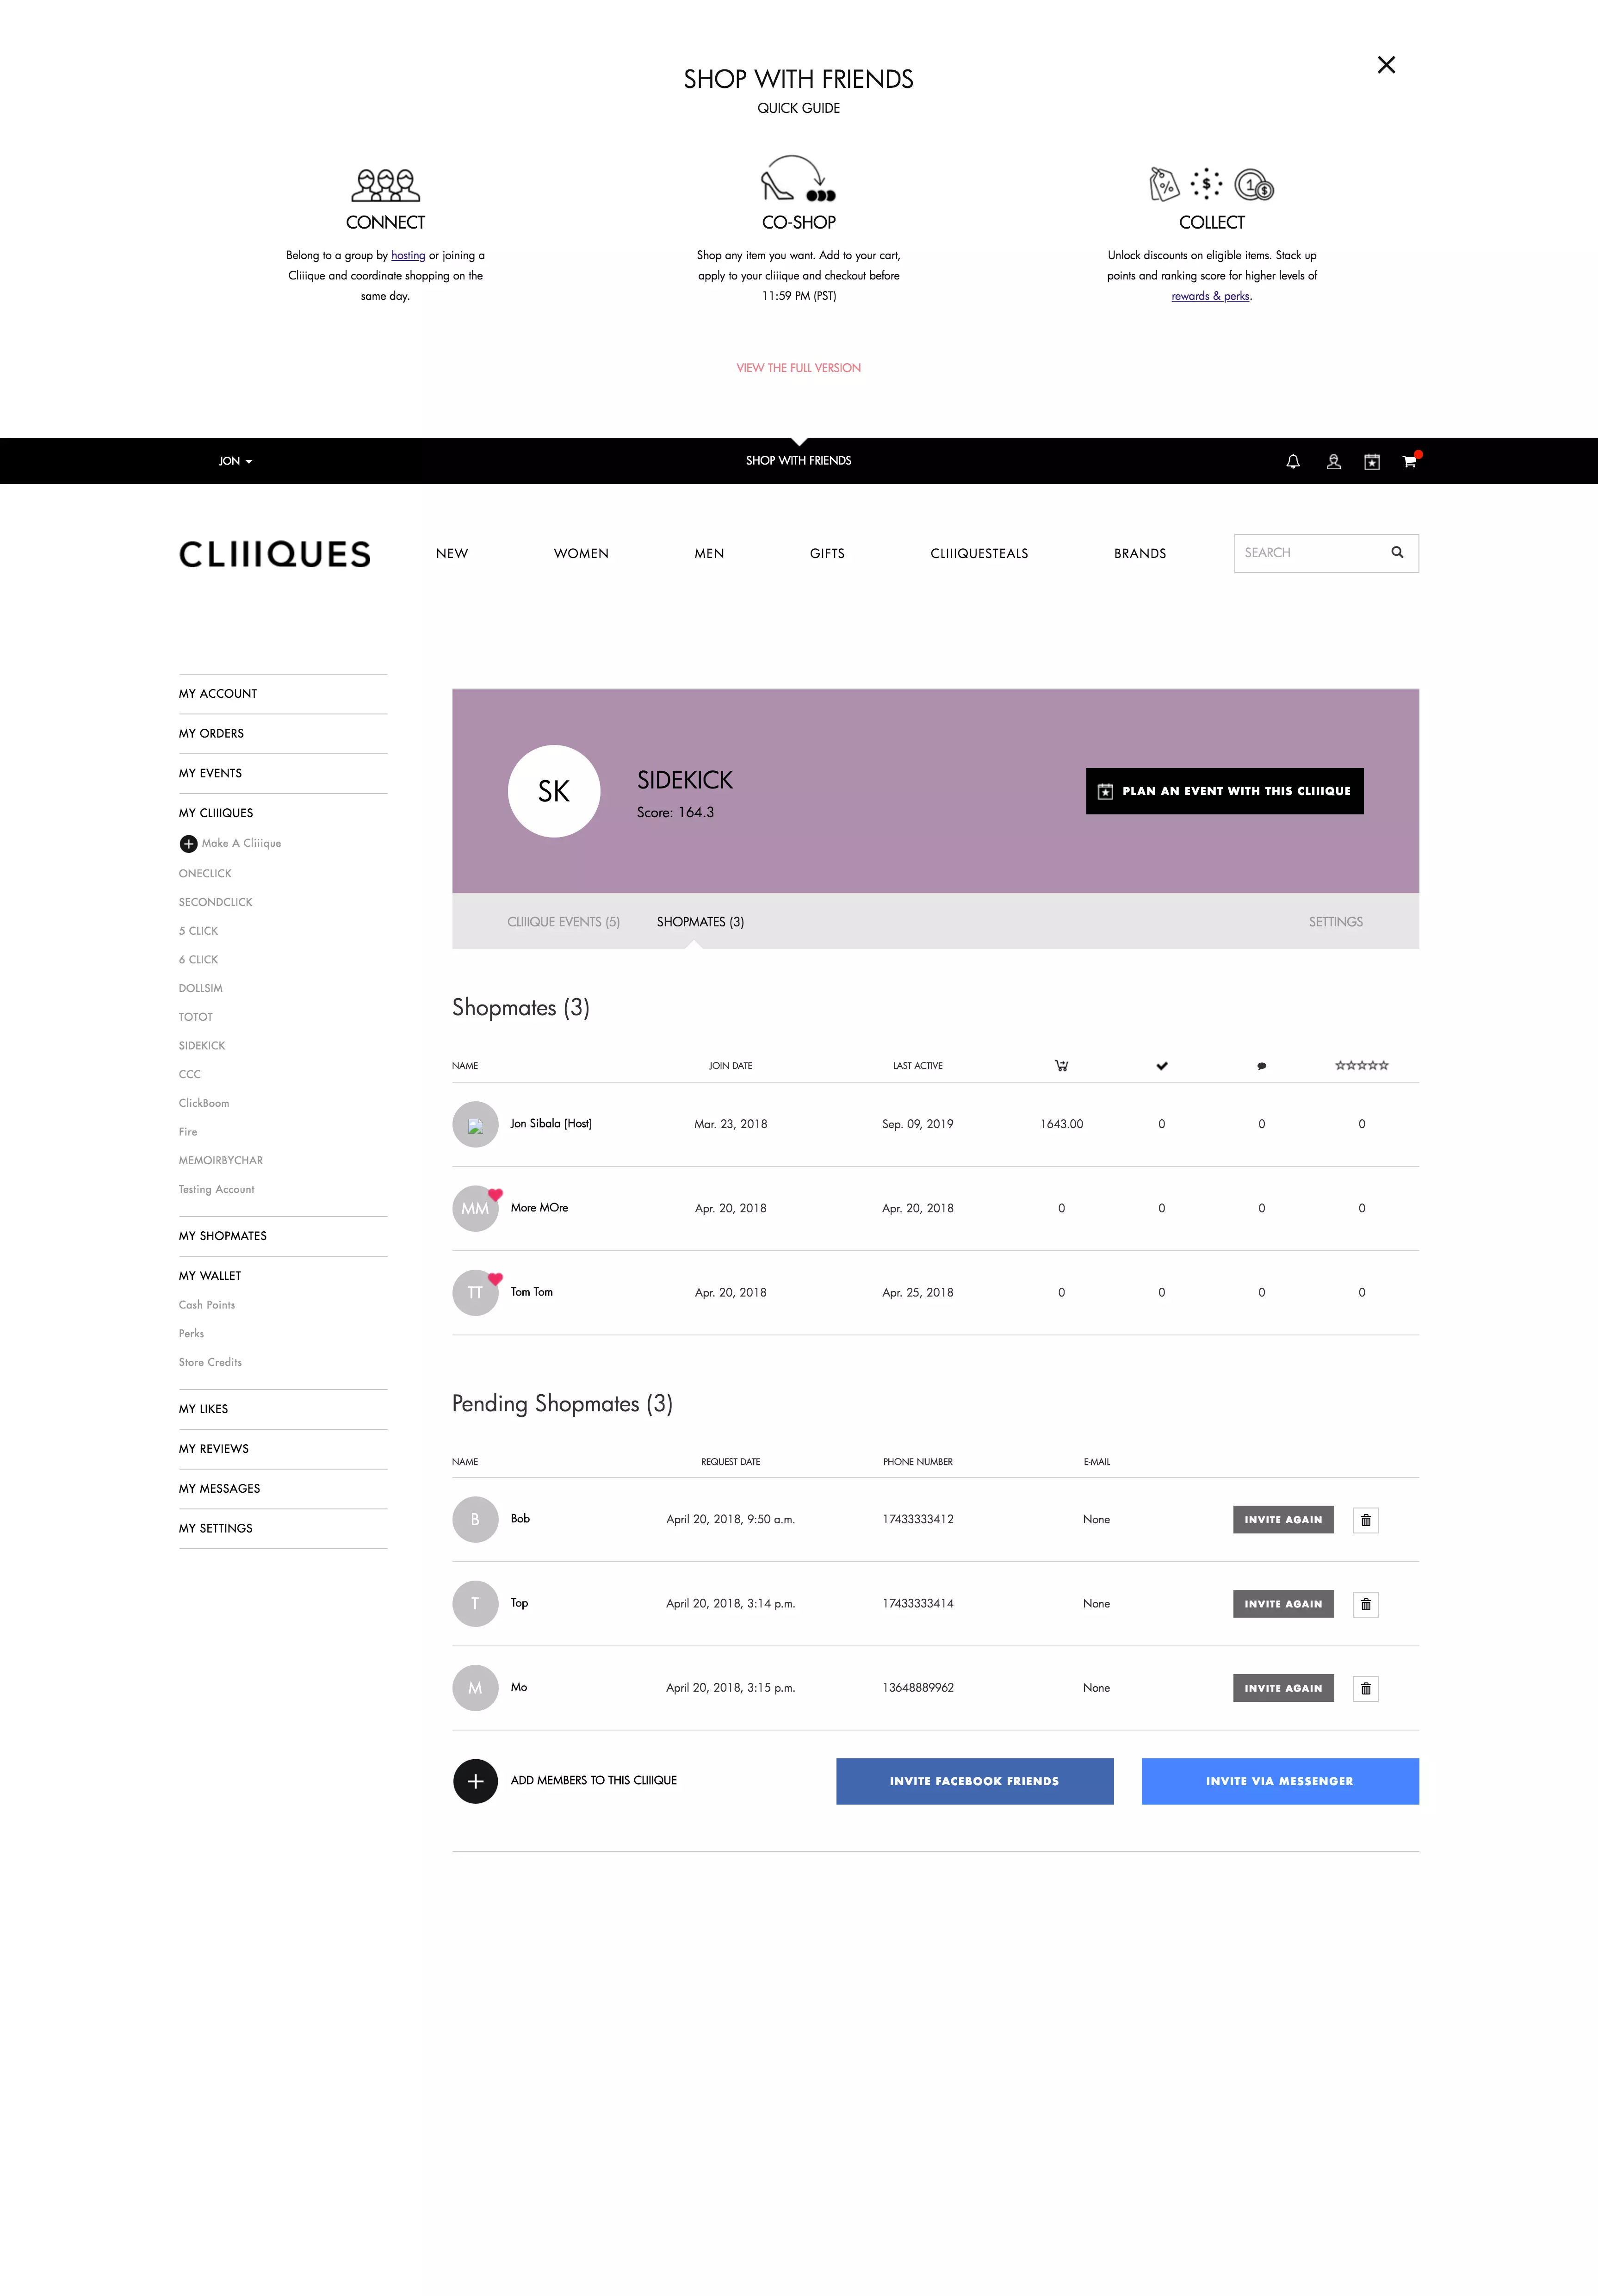 SHOP WITH FRIENDS
QUICK GUIDE
CONNECT
Belong to a group by hosting or joining a
Cliiique and coordinate shopping on the
same day.
CO-SHOP
Shop any item you want. Add to your cart,
apply to your cliiique and checkout before
11:59 PM (PST)
COLLECT
Unlock discounts on eligible items. Stack up
points and ranking score for higher levels of
rewards & perks.
VIEW THE FULL VERSION
JON
SHOP WITH FRIENDS
CLIIIQUES
NEW WOMEN MEN GIFTS CLIIIQUESTEALS BRANDS
SEARCH
MY ACCOUNT
MY ORDERS
MY EVENTS
MY CLIIIQUES
Make A Cliiique
ONECLICK
SECONDCLICK
5 CLICK
6 CLICK
DOLLSIM
TOTOT
SIDEKICK
CCC
ClickBoom
Fire
MEMOIRBYCHAR
Testing Account
MY SHOPMATES
MY WALLET
Cash Points
Perks
Store Credits
MY LIKES
MY REVIEWS
MY MESSAGES
MY SETTINGS
SK
SIDEKICK
Score: 164.3
PLAN AN EVENT WITH THIS CLIIIQUE
CLIIIQUE EVENTS (5) SHOPMATES (3) SETTINGS
Shopmates (3)
NAME JOIN DATE LAST ACTIVE
Jon Sibala [Host] Mar. 23, 2018 Sep. 09, 2019 1643.00 0 0 0
MM More MOre Apr. 20, 2018 Apr. 20, 2018 0 0 0 0
TT Tom Tom Apr. 20, 2018 Apr. 25, 2018 0 0 0 0
Pending Shopmates (3)
NAME REQUEST DATE PHONE NUMBER E-MAIL
B Bob April 20, 2018, 9:50 a.m. 17433333412 None INVITE AGAIN
T Top April 20, 2018, 3:14 p.m. 17433333414 None INVITE AGAIN
M Mo April 20, 2018, 3:15 p.m. 13648889962 None INVITE AGAIN
ADD MEMBERS TO THIS CLIIIQUE
INVITE FACEBOOK FRIENDS
INVITE VIA MESSENGER